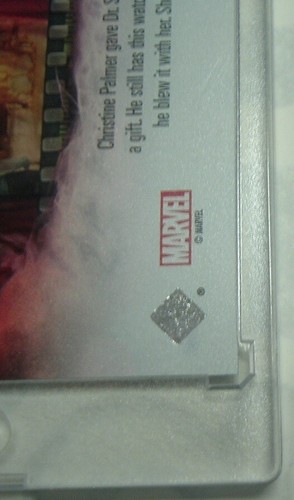 Christine Palmer gave Dr. S
a gift. He still has this watc
he blew it with her. Sh
MARVEL
© MARVEL
®